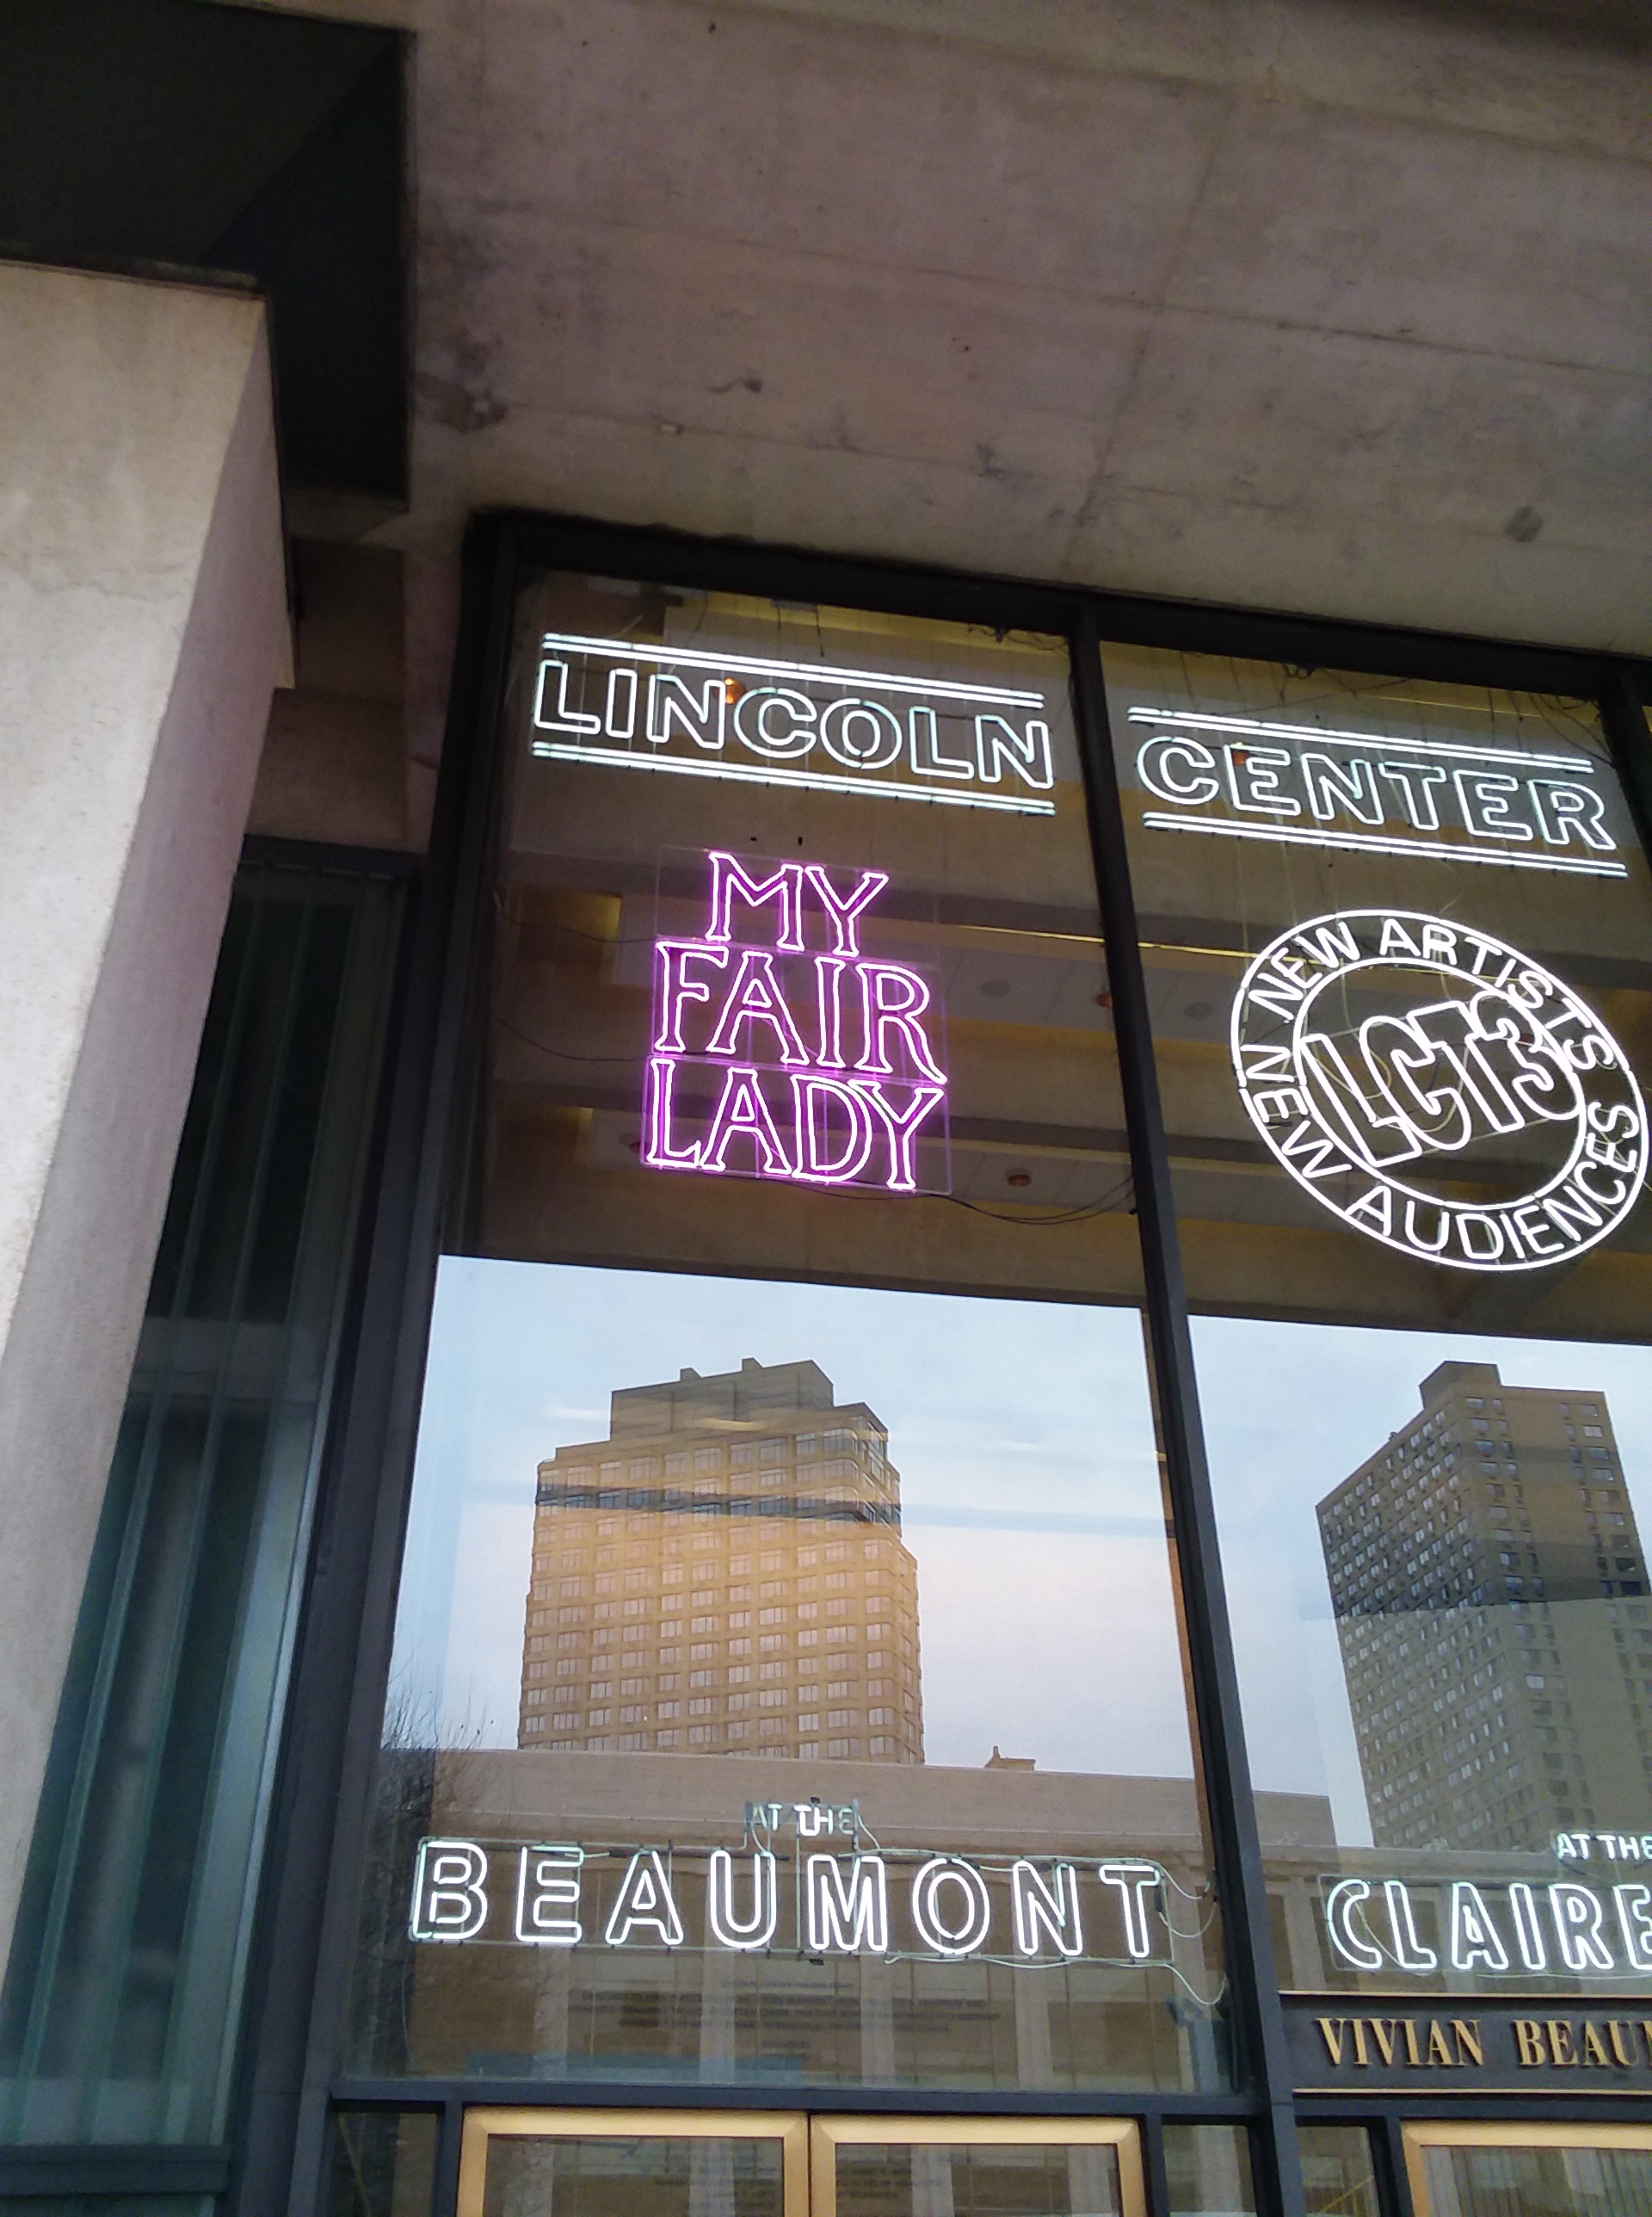 LINCOLN
CENTER
MY
FAIR
LADY
NEW ARTISTS
NEW AUDIENCES
LCT3
AT THE
BEAUMONT
AT THE
CLAIRE
VIVIAN